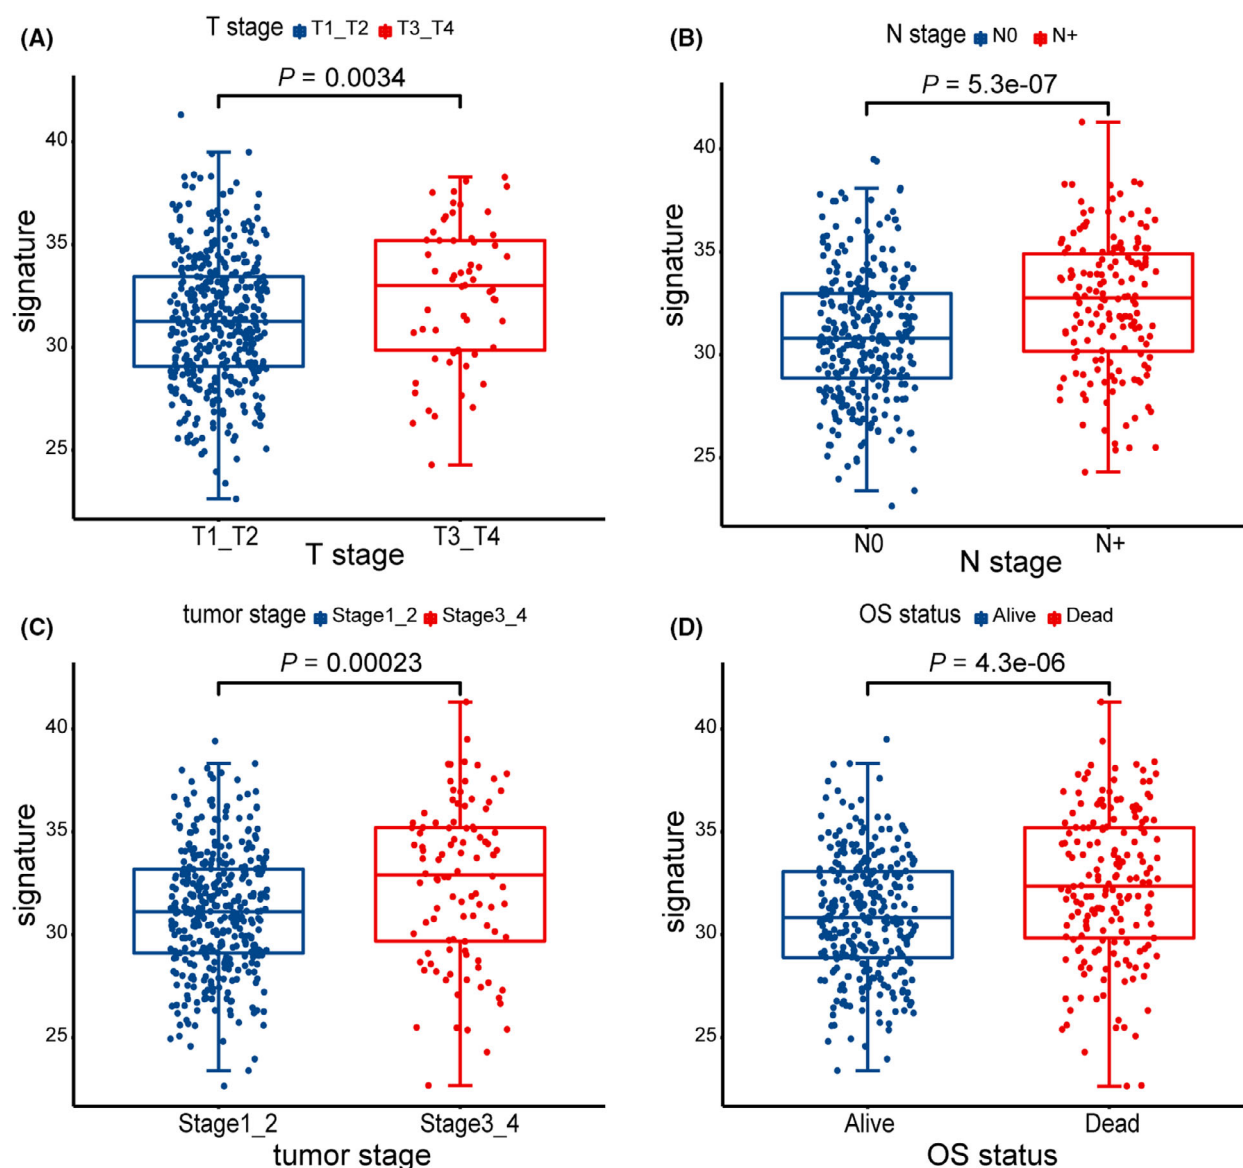 (A)
T stage T1_T2 T3_T4
P = 0.0034
signature
40
35
30
25
T1_T2 T3_T4
T stage
(B)
N stage N0 N+
P = 5.3e-07
signature
40
35
30
25
N0 N+
N stage
(C)
tumor stage Stage1_2 Stage3_4
P = 0.00023
signature
40
35
30
25
Stage1_2 Stage3_4
tumor stage
(D)
OS status Alive Dead
P = 4.3e-06
signature
40
35
30
25
Alive Dead
OS status